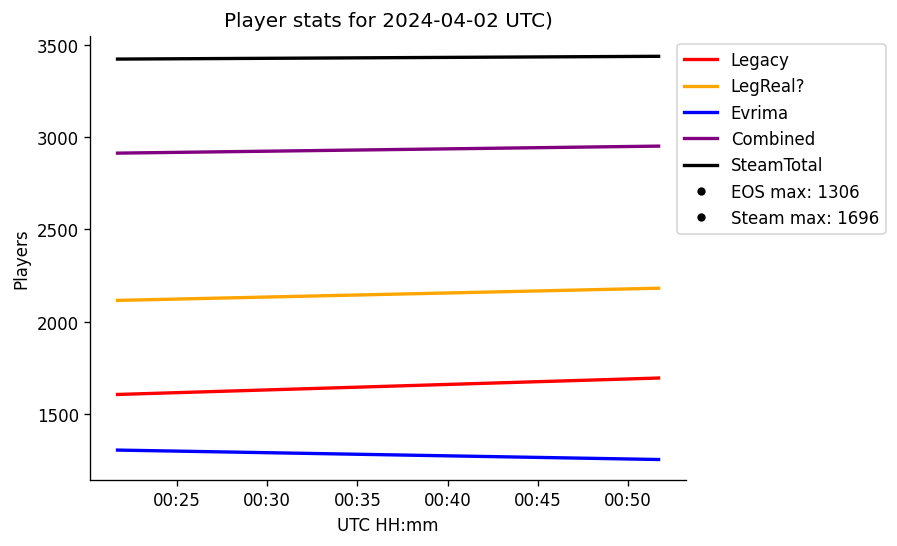 Player stats for 2024-04-02 UTC)
3500
3000
2500
2000
1500
Players
Legacy
LegReal?
Evrima
Combined
SteamTotal
EOS max: 1306
Steam max: 1696
00:25 00:30 00:35 00:40 00:45 00:50
UTC HH:mm